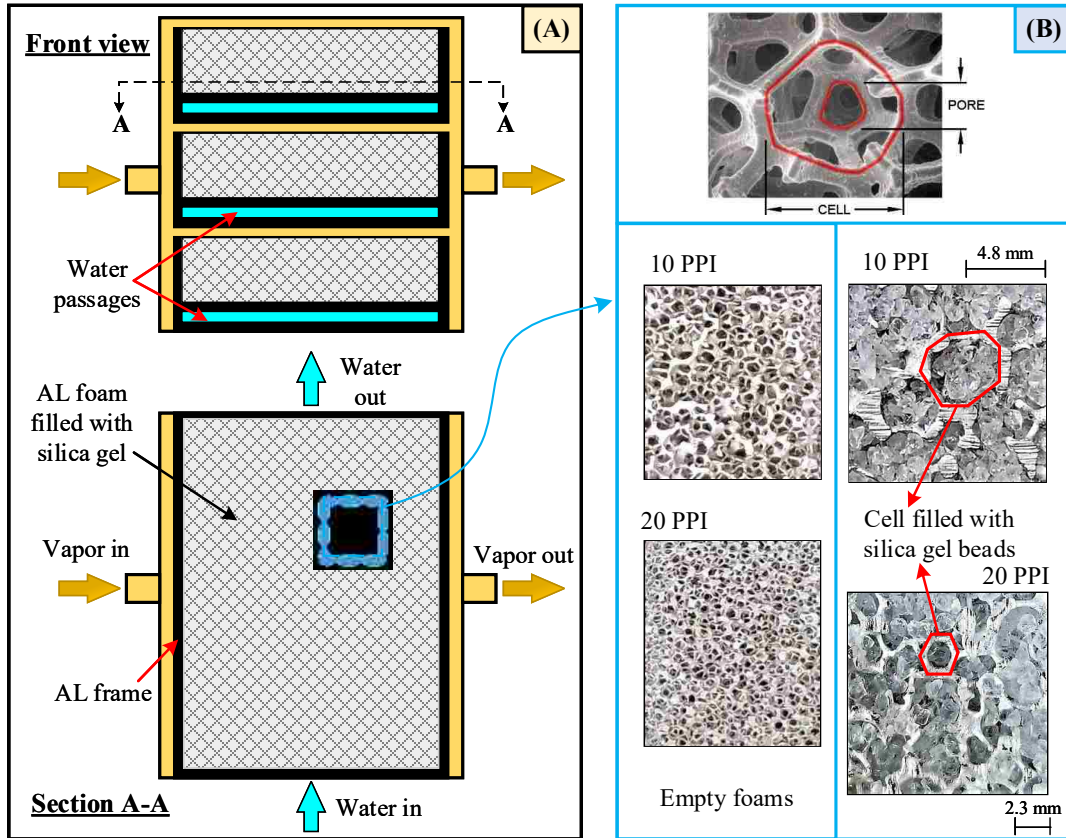 Front view
(A)
A
A
Water
passages
Water
out
AL foam
filled with
silica gel
Vapor in
Vapor out
AL frame
Section A-A
Water in
(B)
PORE
CELL
10 PPI
10 PPI
4.8 mm
20 PPI
Cell filled with
silica gel beads
20 PPI
Empty foams
2.3 mm